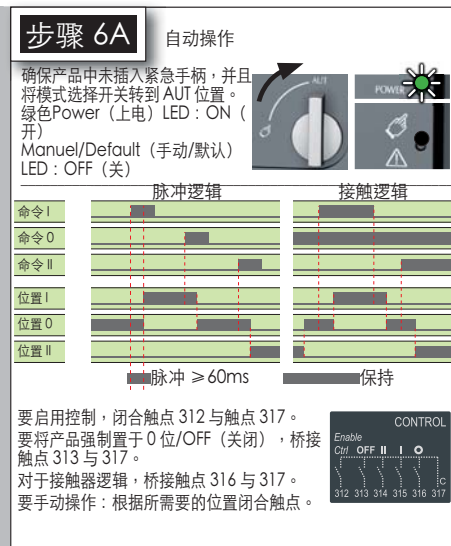 步骤 6A
自动操作
确保产品中未插入紧急手柄，并且
将模式选择开关转到 AUT 位置。
绿色Power（上电）LED：ON（
开）
Manuel/Default（手动/默认）
LED：OFF（关）
AUT
POWER
脉冲逻辑
接触逻辑
命令 I
命令 0
命令 II
位置 I
位置 0
位置 II
脉冲 ≥60ms
保持
要启用控制，闭合触点 312 与触点 317。
要将产品强制置于 0 位/OFF（关闭），桥接
触点 313 与 317。
对于接触器逻辑，桥接触点 316 与 317。
要手动操作：根据所需要的位置闭合触点。
CONTROL
Enable
Ctrl OFF II I O
C
312 313 314 315 316 317